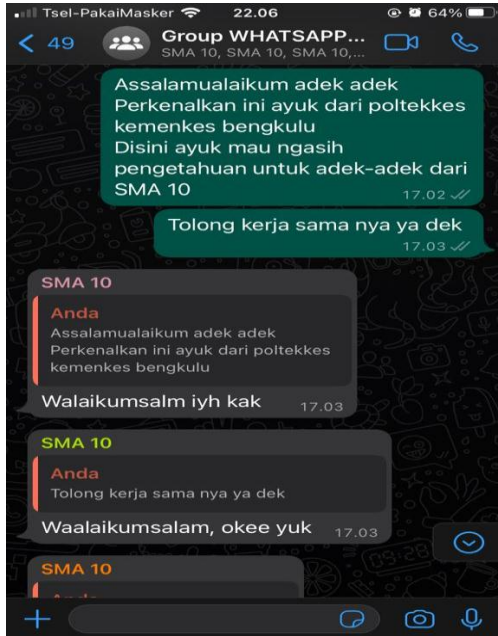 Tsel-PakaiMasker 22.06 64%
49 Group WHATSAPP...
SMA 10, SMA 10, SMA 10,...
Assalamualaikum adek adek
Perkenalkan ini ayuk dari poltekkes
kemenkes bengkulu
Disini ayuk mau ngasih
pengetahuan untuk adek-adek dari
SMA 10
17.02
Tolong kerja sama nya ya dek
17.03
SMA 10
Anda
Assalamualaikum adek adek
Perkenalkan ini ayuk dari poltekkes
kemenkes bengkulu
Walaikumsalm iyh kak 17.03
SMA 10
Anda
Tolong kerja sama nya ya dek
Waalaikumsalam, okee yuk 17.03
SMA 10